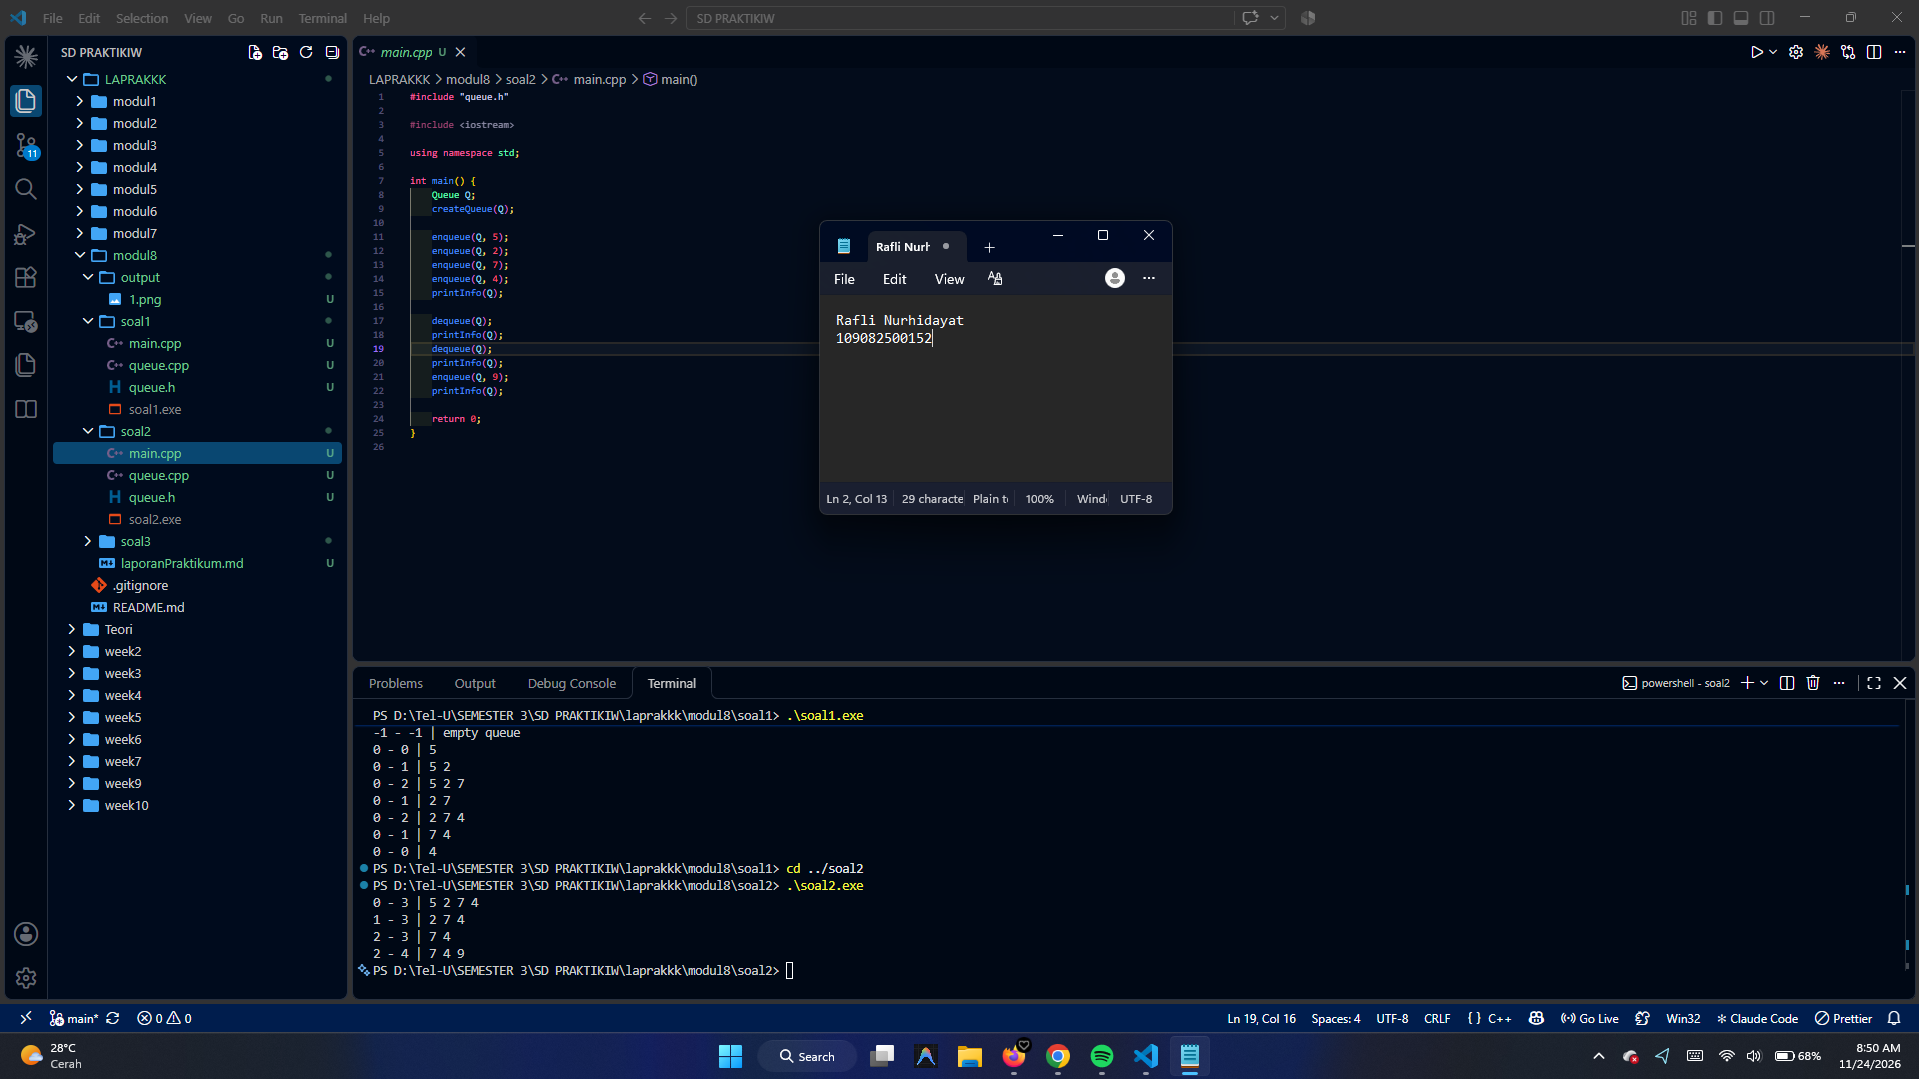 File Edit Selection View Go Run Terminal Help
SD PRAKTIKIW
SD PRAKTIKIW
LAPRAKKK
modul1
modul2
modul3
modul4
modul5
modul6
modul7
modul8
output
1.png U
soal1
main.cpp U
queue.cpp U
queue.h U
soal1.exe
soal2
main.cpp U
queue.cpp U
queue.h U
soal2.exe
soal3
laporanPraktikum.md U
.gitignore
README.md
Teori
week2
week3
week4
week5
week6
week7
week9
week10
11
main.cpp U
LAPRAKKK > modul8 > soal2 > main.cpp > main()
1 #include "queue.h"
2
3 #include <iostream>
4
5 using namespace std;
6
7 int main() {
8 Queue Q;
9 createQueue(Q);
10
11 enqueue(Q, 5);
12 enqueue(Q, 2);
13 enqueue(Q, 7);
14 enqueue(Q, 4);
15 printInfo(Q);
16
17 dequeue(Q);
18 printInfo(Q);
19 dequeue(Q);
20 printInfo(Q);
21 enqueue(Q, 9);
22 printInfo(Q);
23
24 return 0;
25 }
26
Rafli Nurh
File Edit View
Rafli Nurhidayat
109082500152
Ln 2, Col 13 29 characte Plain t 100% Wind UTF-8
Problems Output Debug Console Terminal
powershell - soal2
PS D:\Tel-U\SEMESTER 3\SD PRAKTIKIW\laprakkk\modul8\soal1> .\soal1.exe
-1 - -1 | empty queue
0 - 0 | 5
0 - 1 | 5 2
0 - 2 | 5 2 7
0 - 1 | 2 7
0 - 2 | 2 7 4
0 - 1 | 7 4
0 - 0 | 4
PS D:\Tel-U\SEMESTER 3\SD PRAKTIKIW\laprakkk\modul8\soal1> cd ../soal2
PS D:\Tel-U\SEMESTER 3\SD PRAKTIKIW\laprakkk\modul8\soal2> .\soal2.exe
0 - 3 | 5 2 7 4
1 - 3 | 2 7 4
2 - 3 | 7 4
2 - 4 | 7 4 9
PS D:\Tel-U\SEMESTER 3\SD PRAKTIKIW\laprakkk\modul8\soal2>
main* 0 0
Ln 19, Col 16 Spaces: 4 UTF-8 CRLF { } C++ Go Live Win32 Claude Code Prettier
28°C
Cerah
Search
68%
8:50 AM
11/24/2026